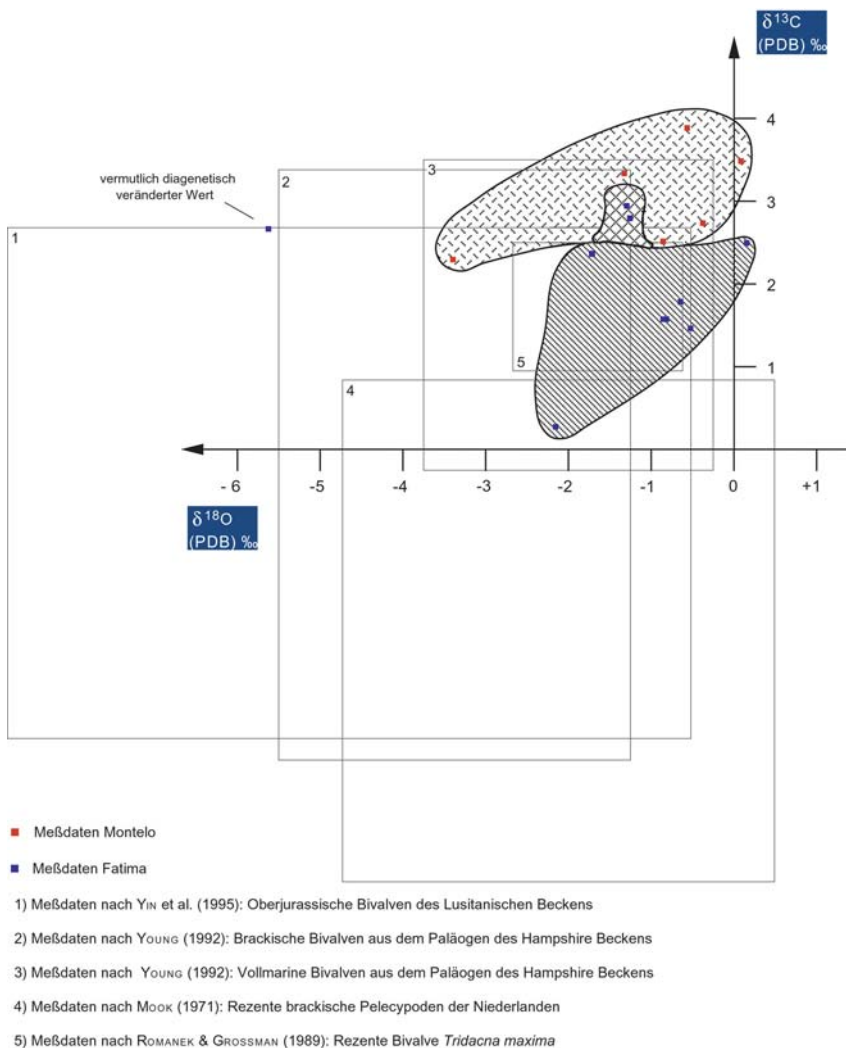 δ13C
(PDB) ‰
4
3
2
1
vermutlich diagenetisch
veränderter Wert
1
2
3
5
4
- 6
-5
-4
-3
-2
-1
0
+1
δ18O
(PDB) ‰
Meßdaten Montelo
Meßdaten Fatima
1) Meßdaten nach YIN et al. (1995): Oberjurassische Bivalven des Lusitanischen Beckens
2) Meßdaten nach YOUNG (1992): Brackische Bivalven aus dem Paläogen des Hampshire Beckens
3) Meßdaten nach YOUNG (1992): Vollmarine Bivalven aus dem Paläogen des Hampshire Beckens
4) Meßdaten nach MOOK (1971): Rezente brackische Pelecypoden der Niederlanden
5) Meßdaten nach ROMANEK & GROSSMAN (1989): Rezente Bivalve Tridacna maxima